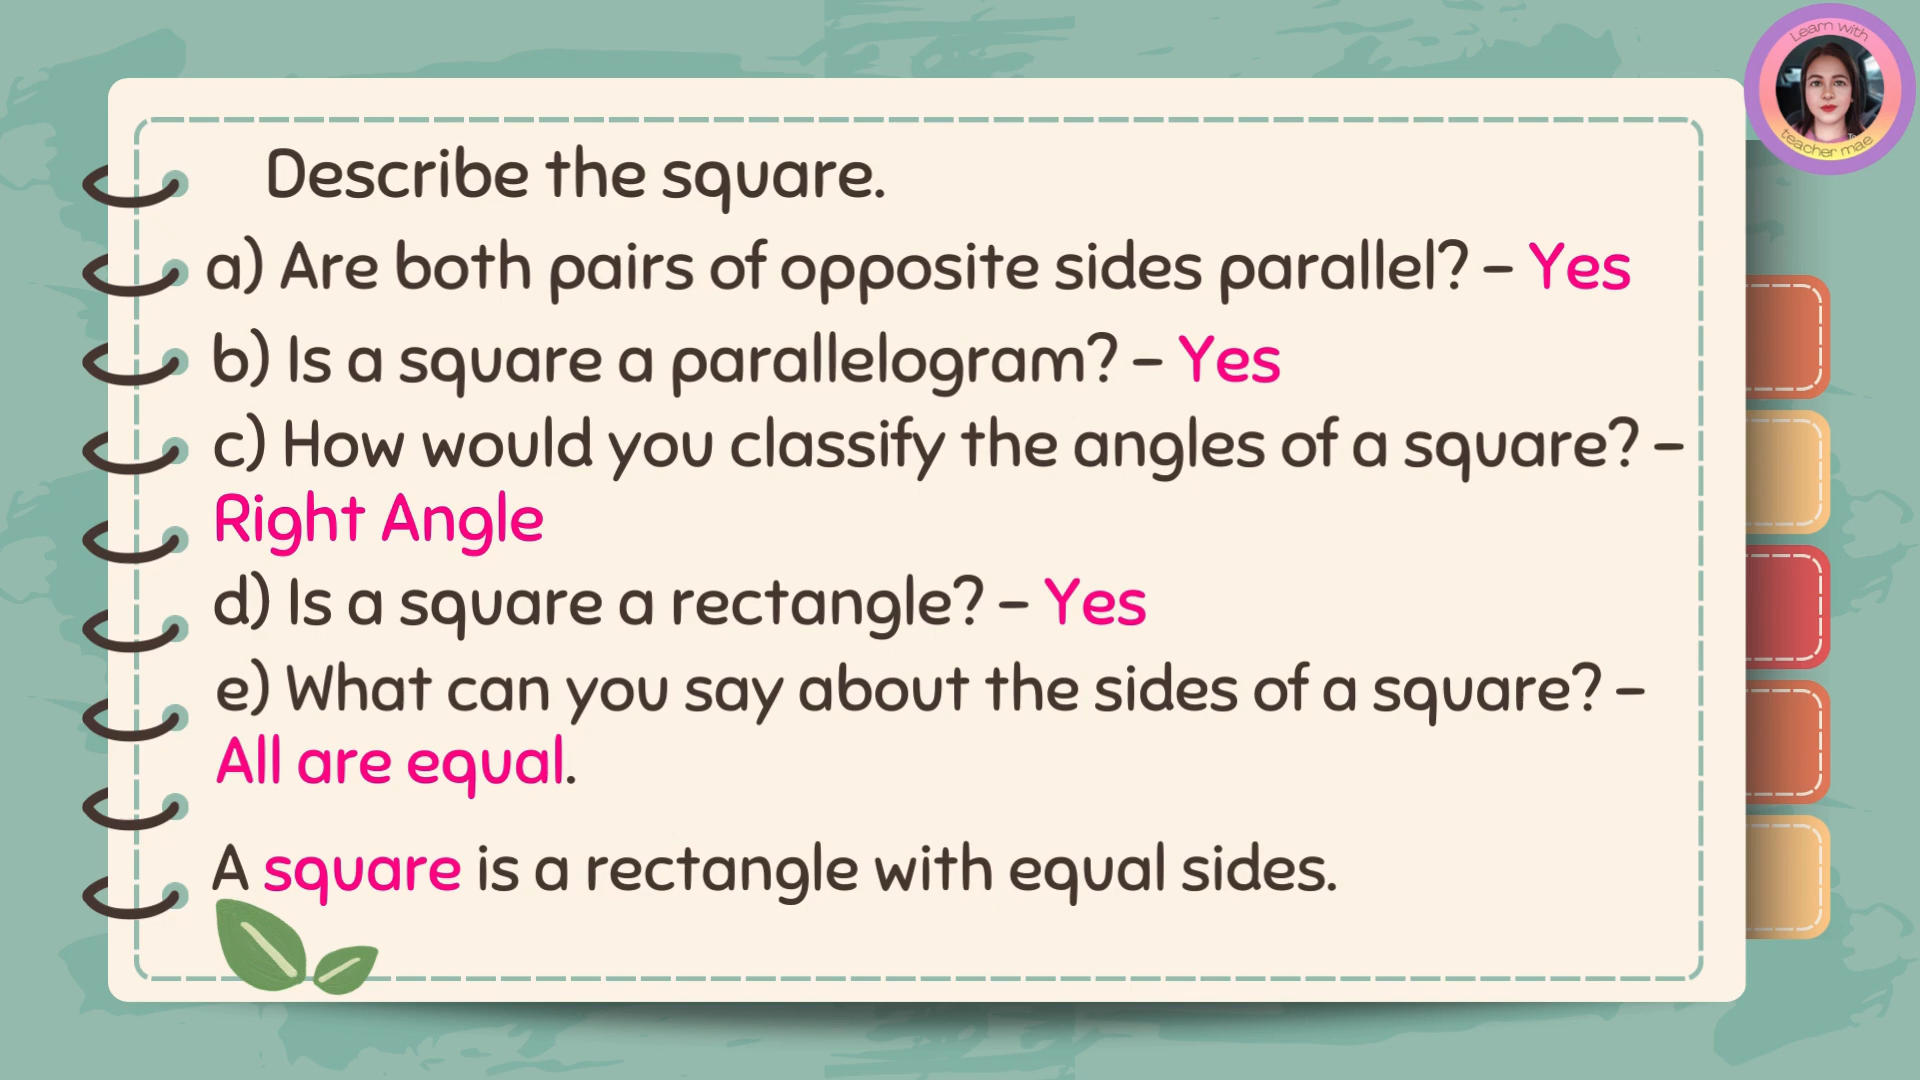 Learn with
teacher mae
Describe the square.
a) Are both pairs of opposite sides parallel? – Yes
b) Is a square a parallelogram? – Yes
c) How would you classify the angles of a square? –
Right Angle
d) Is a square a rectangle? – Yes
e) What can you say about the sides of a square? –
All are equal.
A square is a rectangle with equal sides.